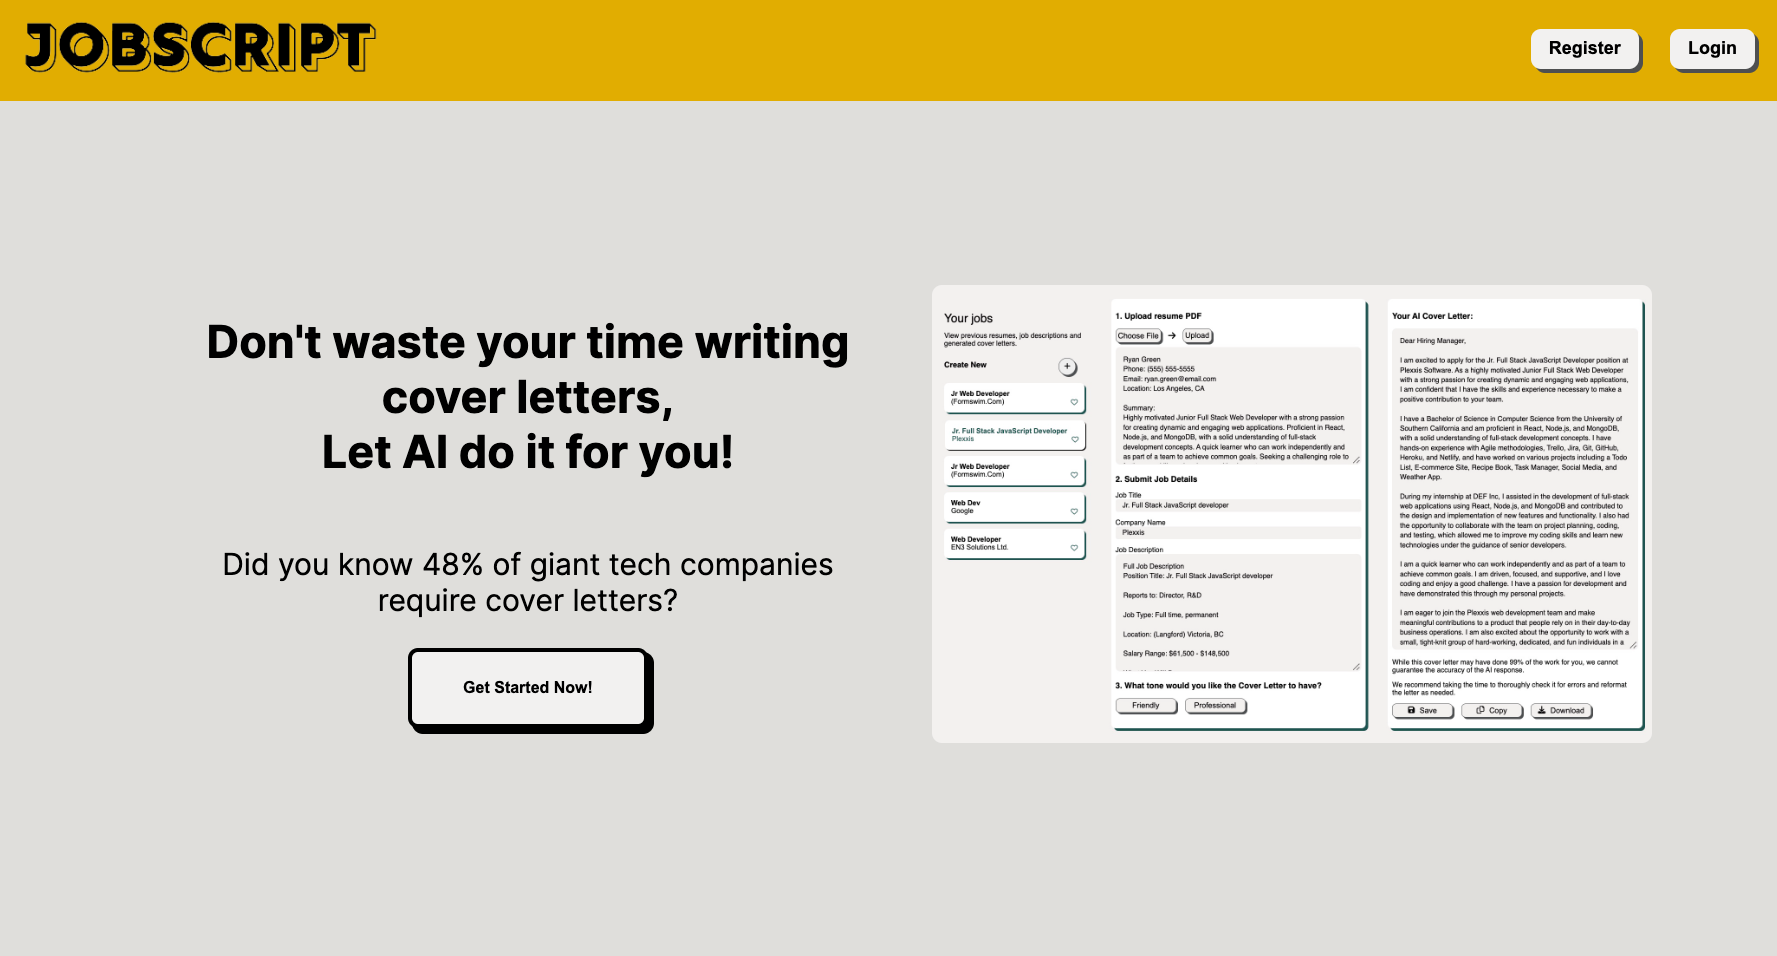 JOBSCRIPT
Register
Login
Don't waste your time writing
cover letters,
Let AI do it for you!
Did you know 48% of giant tech companies
require cover letters?
Get Started Now!
Your jobs
View previous resumes, job descriptions and
generated cover letters.
Create New
+
Jr Web Developer
(Formswim.Com)
Jr. Full Stack JavaScript Developer
Plexxis
Jr Web Developer
(Formswim.Com)
Web Dev
Google
Web Developer
EN3 Solutions Ltd.
1. Upload resume PDF
Choose File → Upload
Ryan Green
Phone: (555) 555-5555
Email: ryan.green@email.com
Location: Los Angeles, CA
Summary:
Highly motivated Junior Full Stack Web Developer with a strong passion
for creating dynamic and engaging web applications. Proficient in React,
Node.js, and MongoDB, with a solid understanding of full-stack
development concepts. A quick learner who can work independently and
as part of a team to achieve common goals. Seeking a challenging role to
2. Submit Job Details
Job Title
Jr. Full Stack JavaScript developer
Company Name
Plexxis
Job Description
Full Job Description
Position Title: Jr. Full Stack JavaScript developer
Reports to: Director, R&D
Job Type: Full time, permanent
Location: (Langford) Victoria, BC
Salary Range: $61,500 - $148,500
3. What tone would you like the Cover Letter to have?
Friendly
Professional
Your AI Cover Letter:
Dear Hiring Manager,
I am excited to apply for the Jr. Full Stack JavaScript Developer position at
Plexxis Software. As a highly motivated Junior Full Stack Web Developer
with a strong passion for creating dynamic and engaging web applications,
I am confident that I have the skills and experience necessary to make a
positive contribution to your team.
I have a Bachelor of Science in Computer Science from the University of
Southern California and am proficient in React, Node.js, and MongoDB,
with a solid understanding of full-stack development concepts. I have
hands-on experience with Agile methodologies, Trello, Jira, Git, GitHub,
Heroku, and Netlify, and have worked on various projects including a Todo
List, E-commerce Site, Recipe Book, Task Manager, Social Media, and
Weather App.
During my internship at DEF Inc, I assisted in the development of full-stack
web applications using React, Node.js, and MongoDB and contributed to
the design and implementation of new features and functionality. I also had
the opportunity to collaborate with the team on project planning, coding,
and testing, which allowed me to improve my coding skills and learn new
technologies under the guidance of senior developers.
I am a quick learner who can work independently and as part of a team to
achieve common goals. I am driven, focused, and supportive, and I love
coding and enjoy a good challenge. I have a passion for development and
have demonstrated this through my personal projects.
I am eager to join the Plexxis web development team and make
meaningful contributions to a product that people rely on in their day-to-day
business operations. I am also excited about the opportunity to work with a
small, tight-knit group of hard-working, dedicated, and fun individuals in a
While this cover letter may have done 99% of the work for you, we cannot
guarantee the accuracy of the AI response.
We recommend taking the time to thoroughly check it for errors and reformat
the letter as needed.
Save
Copy
Download